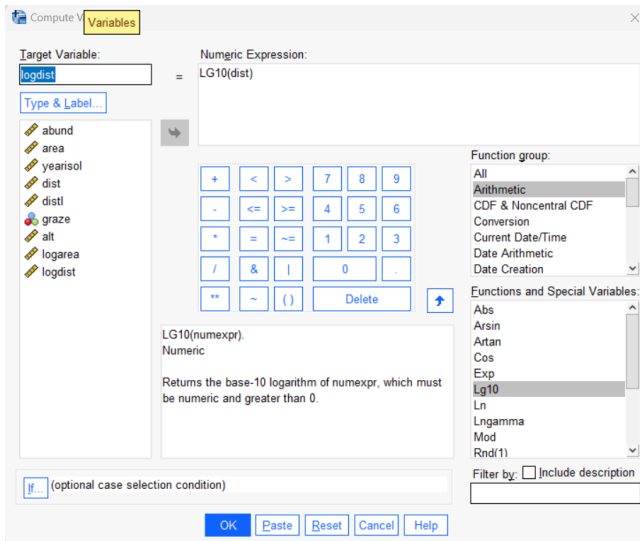 Compute V
Variables
Target Variable:
Numeric Expression:
logdist
=
LG10(dist)
Type & Label...
abund
area
yearisol
dist
distl
graze
alt
logarea
logdist
+ < > 7 8 9
- <= >= 4 5 6
* = ~= 1 2 3
/ & | 0 .
** ~ ( ) Delete
LG10(numexpr).
Numeric
Returns the base-10 logarithm of numexpr, which must
be numeric and greater than 0.
Function group:
All
Arithmetic
CDF & Noncentral CDF
Conversion
Current Date/Time
Date Arithmetic
Date Creation
Functions and Special Variables:
Abs
Arsin
Artan
Cos
Exp
Lg10
Ln
Lngamma
Mod
Rnd(1)
Filter by: Include description
If... (optional case selection condition)
OK Paste Reset Cancel Help